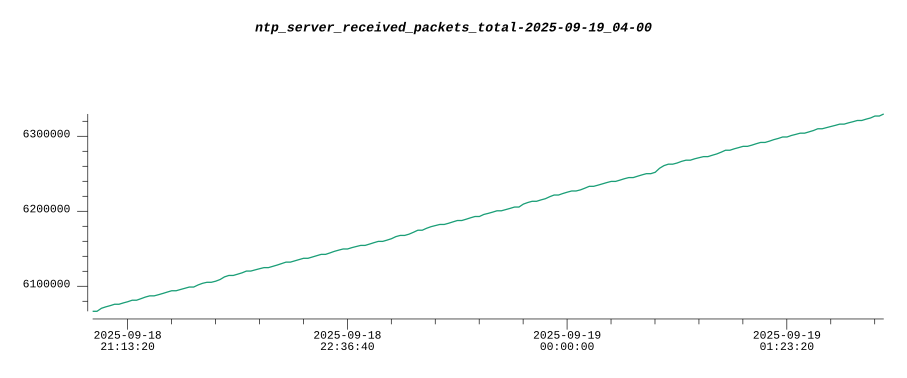 ntp_server_received_packets_total-2025-09-19_04-00
6300000
6200000
6100000
2025-09-18 2025-09-18 2025-09-19 2025-09-19
21:13:20 22:36:40 00:00:00 01:23:20